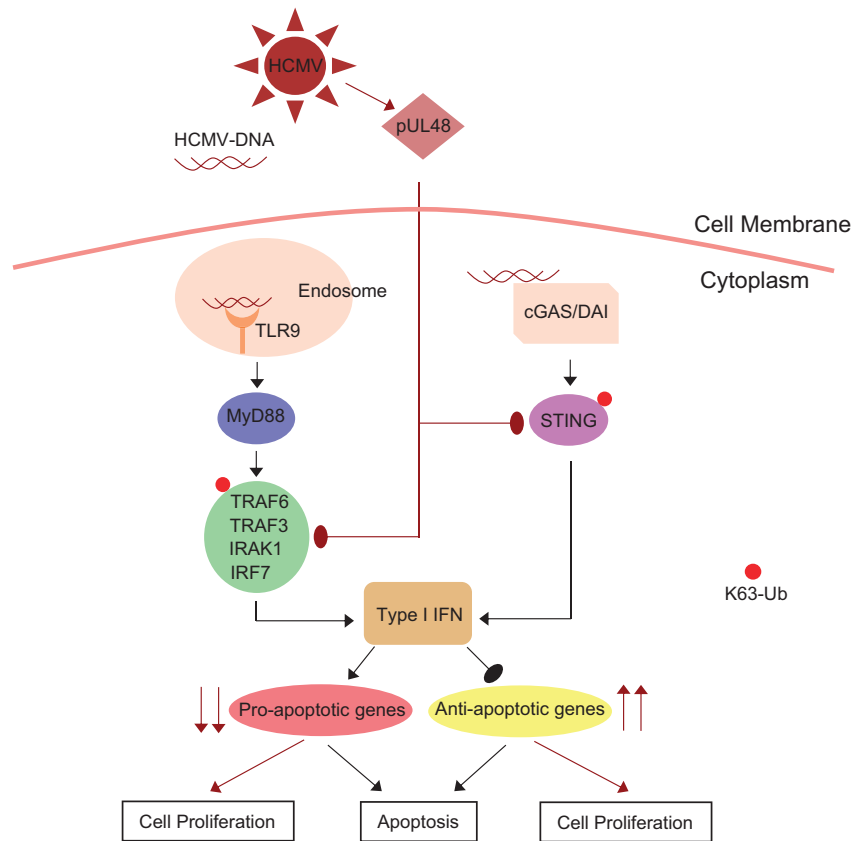 HCMV
pUL48
HCMV-DNA
Cell Membrane
Cytoplasm
Endosome
TLR9
cGAS/DAI
MyD88
STING
TRAF6
TRAF3
IRAK1
IRF7
K63-Ub
Type I IFN
Pro-apoptotic genes
Anti-apoptotic genes
Cell Proliferation
Apoptosis
Cell Proliferation